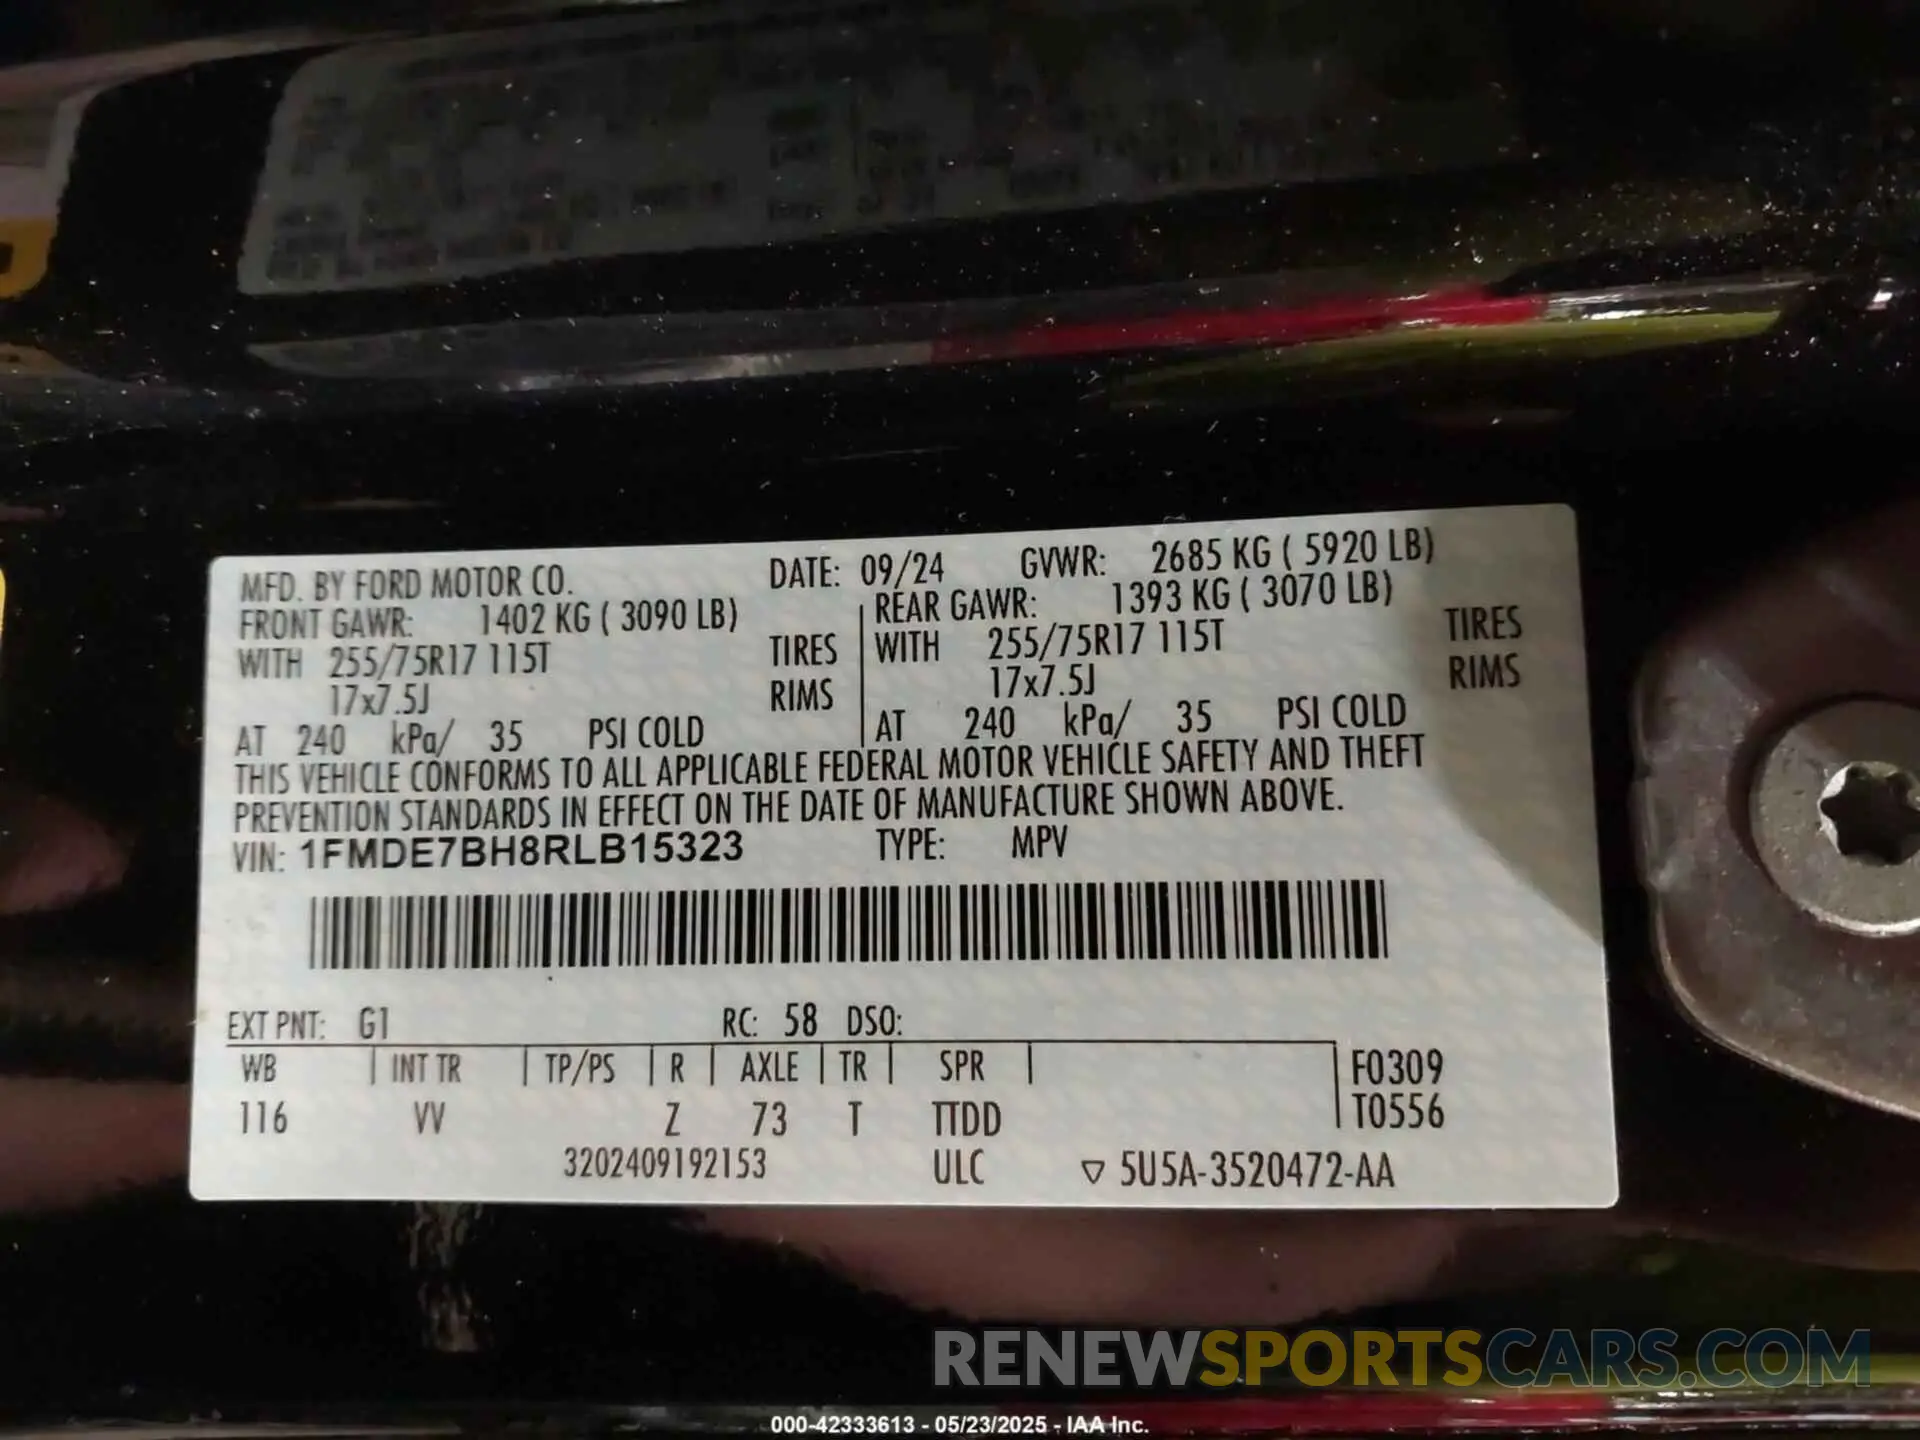 MFD. BY FORD MOTOR CO. DATE: 09/24 GVWR: 2685 KG ( 5920 LB)
FRONT GAWR: 1402 KG ( 3090 LB) REAR GAWR: 1393 KG ( 3070 LB)
WITH 255/75R17 115T TIRES WITH 255/75R17 115T TIRES
17x7.5J RIMS 17x7.5J RIMS
AT 240 kPa/ 35 PSI COLD AT 240 kPa/ 35 PSI COLD
THIS VEHICLE CONFORMS TO ALL APPLICABLE FEDERAL MOTOR VEHICLE SAFETY AND THEFT
PREVENTION STANDARDS IN EFFECT ON THE DATE OF MANUFACTURE SHOWN ABOVE.
VIN: 1FMDE7BH8RLB15323 TYPE: MPV
EXT PNT: G1 RC: 58 DSO:
WB INT TR TP/PS R AXLE TR SPR F0309
116 VV Z 73 T TTDD T0556
3202409192153 ULC ▽ 5U5A-3520472-AA
RENEWSPORTSCARS.COM
000-42333613 - 05/23/2025 - IAA Inc.